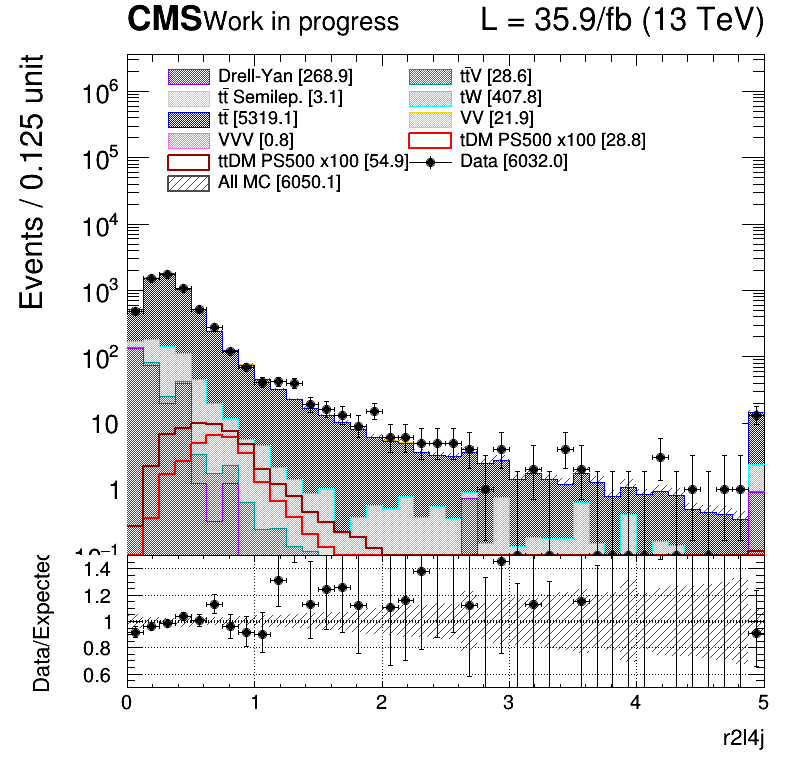 CMS Work in progress L = 35.9/fb (13 TeV)
Drell-Yan [268.9] tt̄V [28.6]
tt̄ Semilep. [3.1] tW [407.8]
tt̄ [5319.1] VV [21.9]
VVV [0.8] tDM PS500 x100 [28.8]
ttDM PS500 x100 [54.9] Data [6032.0]
All MC [6050.1]
Events / 0.125 unit
10⁶
10⁵
10⁴
10³
10²
10
1
10⁻¹
Data/Expected
1.4
1.2
1
0.8
0.6
0 1 2 3 4 5
r2l4j